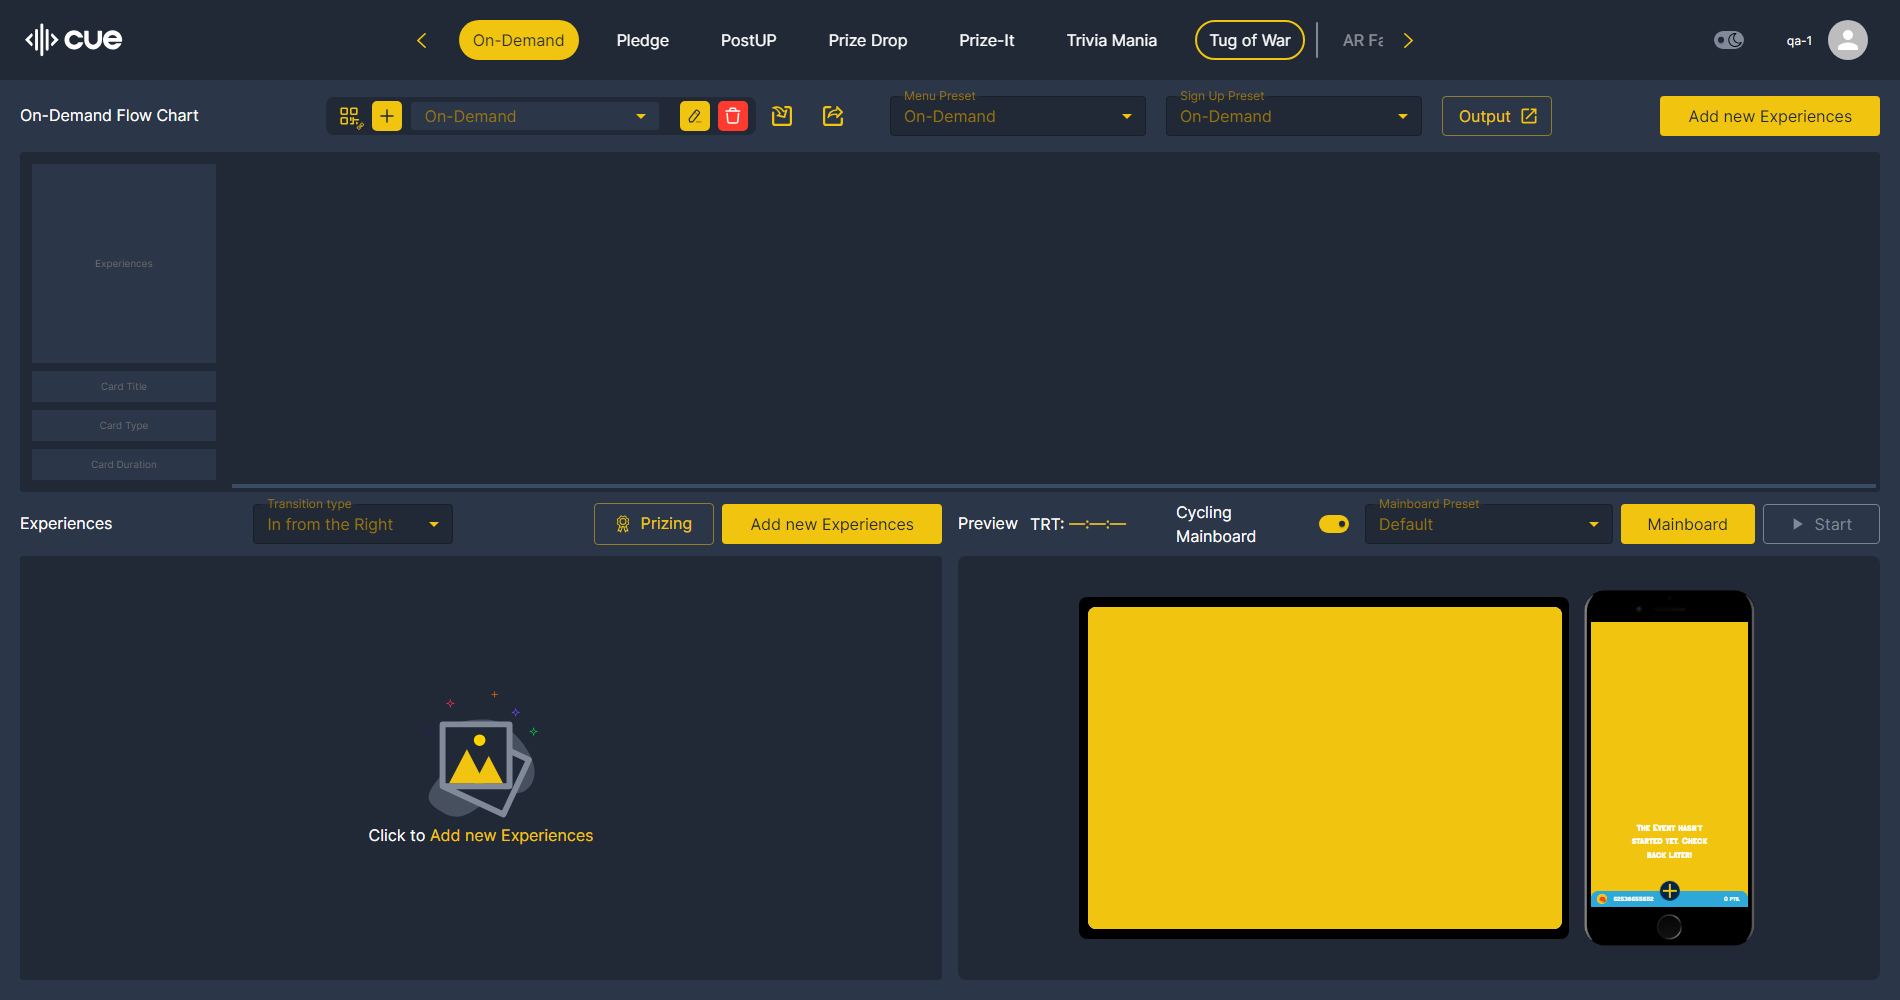 cue
On-Demand
Pledge
PostUP
Prize Drop
Prize-It
Trivia Mania
Tug of War
AR Fa
qa-1
On-Demand Flow Chart
On-Demand
Menu Preset
On-Demand
Sign Up Preset
On-Demand
Output
Add new Experiences
Experiences
Card Title
Card Type
Card Duration
Experiences
Transition type
In from the Right
Prizing
Add new Experiences
Preview
TRT: —:—:—
Cycling
Mainboard
Mainboard Preset
Default
Mainboard
Start
Click to Add new Experiences
The Event hasn't
started yet. Check
back later!
0 pts.